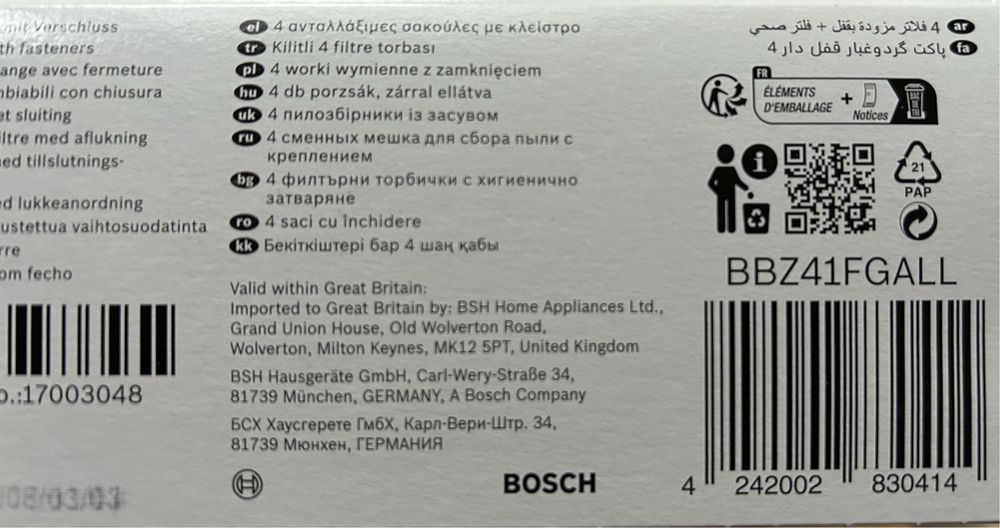 mit Verschluss
th fasteners
ange avec fermeture
mbiabili con chiusura
et sluiting
iltre med aflukning
ned tillslutnings-
ed lukkeanordning
ustettua vaihtosuodatinta
rre
om fecho
o.:17003048
el 4 ανταλλάξιμες σακούλες με κλείστρο
tr Kilitli 4 filtre torbası
pl 4 worki wymienne z zamknięciem
hu 4 db porzsák, zárral ellátva
uk 4 пилозбірники із засувом
ru 4 сменных мешка для сбора пыли с
креплением
bg 4 филтърни торбички с хигиенично
затваряне
ro 4 saci cu închidere
kk Бекіткіштері бар 4 шаң қабы
Valid within Great Britain:
Imported to Great Britain by: BSH Home Appliances Ltd.,
Grand Union House, Old Wolverton Road,
Wolverton, Milton Keynes, MK12 5PT, United Kingdom
BSH Hausgeräte GmbH, Carl-Wery-Straße 34,
81739 München, GERMANY, A Bosch Company
БСХ Хаусгерете ГмбХ, Карл-Вери-Штр. 34,
81739 Мюнхен, ГЕРМАНИЯ
BOSCH
ar 4 فلاتر مزودة بقفل + فلتر صحي
fa پاکت گردوغبار قفل دار 4
FR
ÉLÉMENTS
D'EMBALLAGE
+
Notices
BAC
DE
TRI
21
PAP
BBZ41FGALL
4 242002 830414